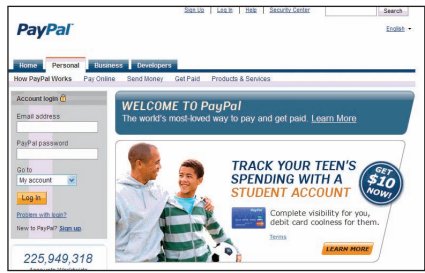 Sign Up | Log In | Help | Security Center Search
PayPal
English
Home Personal Business Developers
How PayPal Works Pay Online Send Money Get Paid Products & Services
Account login
Email address
PayPal password
Go to
My account
Log In
Problem with login?
New to PayPal? Sign up.
225,949,318
WELCOME TO PayPal
The world's most-loved way to pay and get paid. Learn More
TRACK YOUR TEEN'S
SPENDING WITH A
STUDENT ACCOUNT
GET
$10
NOW!
Complete visibility for you,
debit card coolness for them.
Terms
LEARN MORE